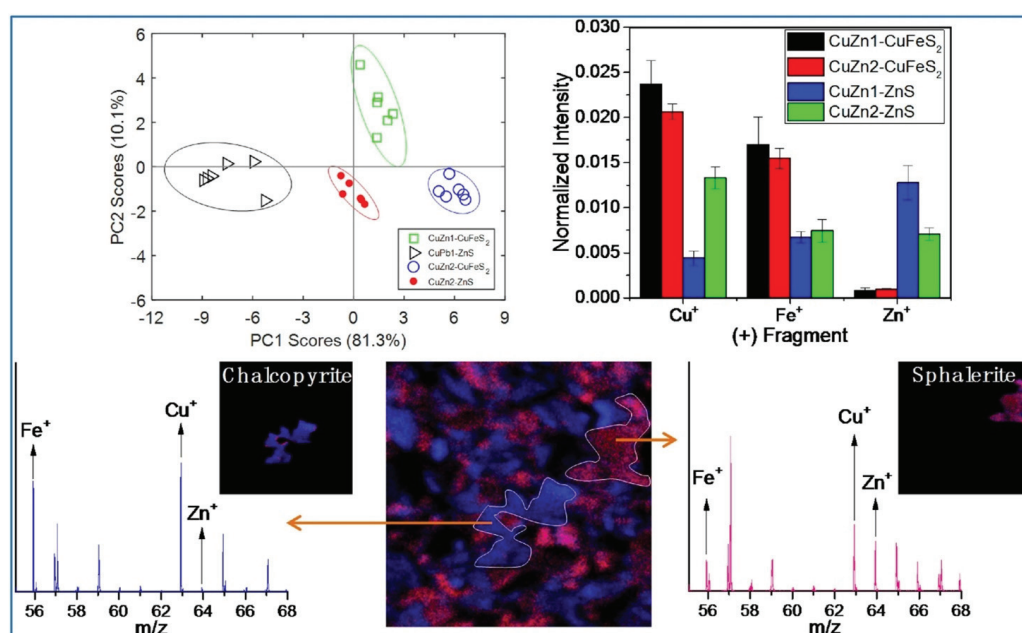 6
4
2
0
-2
-4
-6
PC2 Scores (10.1%)
CuZn1-CuFeS₂
CuPb1-ZnS
CuZn2-CuFeS₂
CuZn2-ZnS
-12 -9 -6 -3 0 3 6 9
PC1 Scores (81.3%)
0.030
0.025
0.020
0.015
0.010
0.005
0.000
Normalized Intensity
CuZn1-CuFeS₂
CuZn2-CuFeS₂
CuZn1-ZnS
CuZn2-ZnS
Cu⁺ Fe⁺ Zn⁺
(+) Fragment
Chalcopyrite
Fe⁺
Cu⁺
Zn⁺
56 58 60 62 64 66 68
m/z
Sphalerite
Cu⁺
Fe⁺
Zn⁺
56 58 60 62 64 66 68
m/z